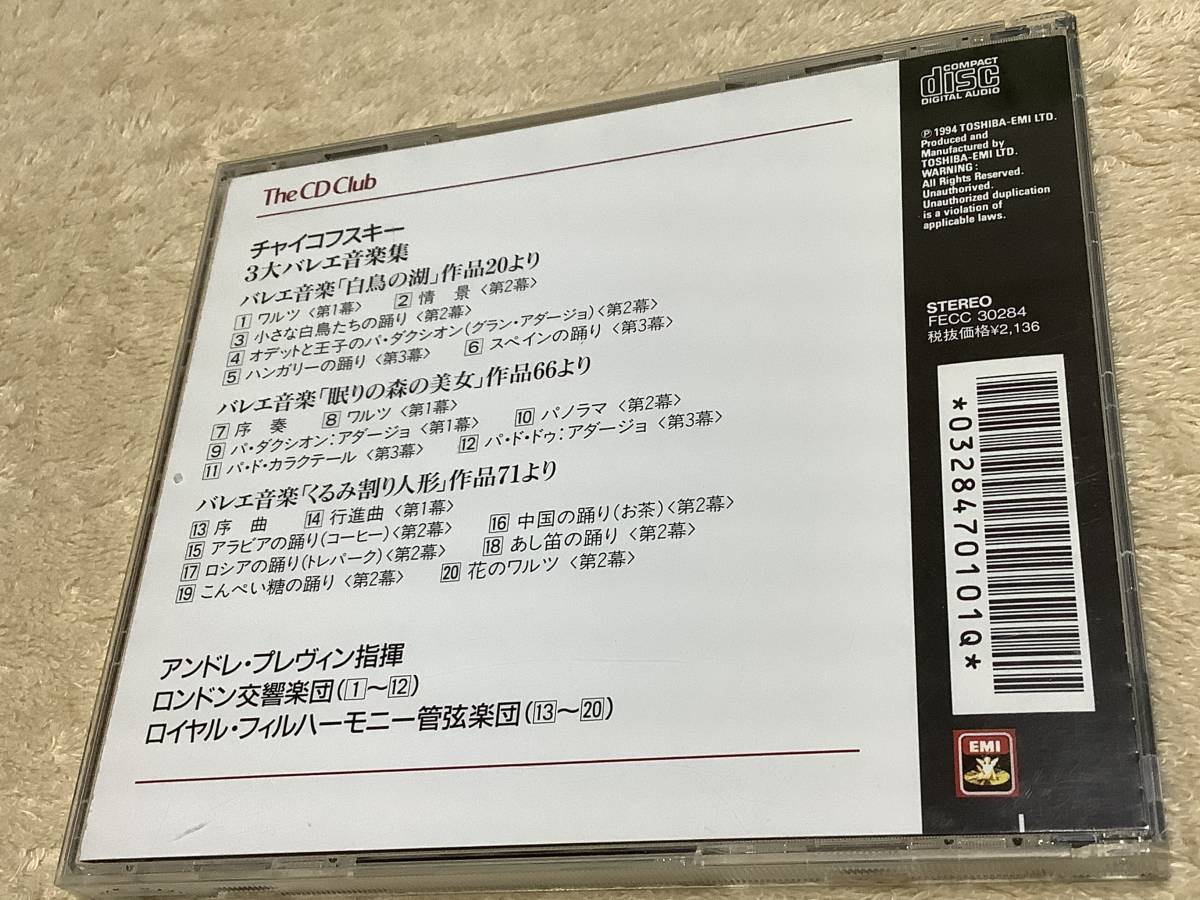 The CD Club
チャイコフスキー
3大バレエ音楽集
バレエ音楽「白鳥の湖」作品20より
1 ワルツ〈第1幕〉 2 情 景〈第2幕〉
3 小さな白鳥たちの踊り〈第2幕〉
4 オデットと王子のパ・ダクシオン(グラン・アダージョ)〈第2幕〉
5 ハンガリーの踊り〈第3幕〉 6 スペインの踊り〈第3幕〉
バレエ音楽「眠りの森の美女」作品66より
7 序 奏 8 ワルツ〈第1幕〉
9 パ・ダクシオン:アダージョ〈第1幕〉 10 パノラマ〈第2幕〉
11 パ・ド・カラクテール〈第3幕〉 12 パ・ド・ドゥ:アダージョ〈第3幕〉
バレエ音楽「くるみ割り人形」作品71より
13 序 曲 14 行進曲〈第1幕〉
15 アラビアの踊り(コーヒー)〈第2幕〉 16 中国の踊り(お茶)〈第2幕〉
17 ロシアの踊り(トレパーク)〈第2幕〉 18 あし笛の踊り〈第2幕〉
19 こんぺい糖の踊り〈第2幕〉 20 花のワルツ〈第2幕〉
アンドレ・プレヴィン指揮
ロンドン交響楽団(1～12)
ロイヤル・フィルハーモニー管弦楽団(13～20)
COMPACT
disc
DIGITAL AUDIO
Ⓟ 1994 TOSHIBA-EMI LTD.
Produced and
Manufactured by
TOSHIBA-EMI LTD.
WARNING :
All Rights Reserved.
Unauthorived.
Unauthorized duplication
is a violation of
applicable laws.
STEREO
FECC 30284
税抜価格¥2,136
*0328470101Q*
EMI